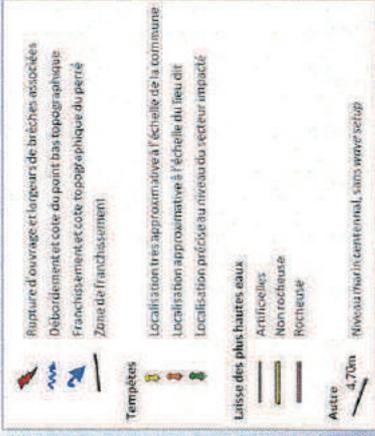 Rupture d'ouvrage et largeurs de brèches associées
Débordement et cote du point bas topographique
Franchissement et cote topographique du perré
Zone de franchissement
Tempêtes
Localisation très approximative à l'échelle de la commune
Localisation approximative à l'échelle du lieu dit
Localisation précise au niveau du secteur impacté
Laisse des plus hautes eaux
Artificielles
Non rocheuse
Rocheuse
Autre
4,70m
Niveau marin centennal, sans wave setup